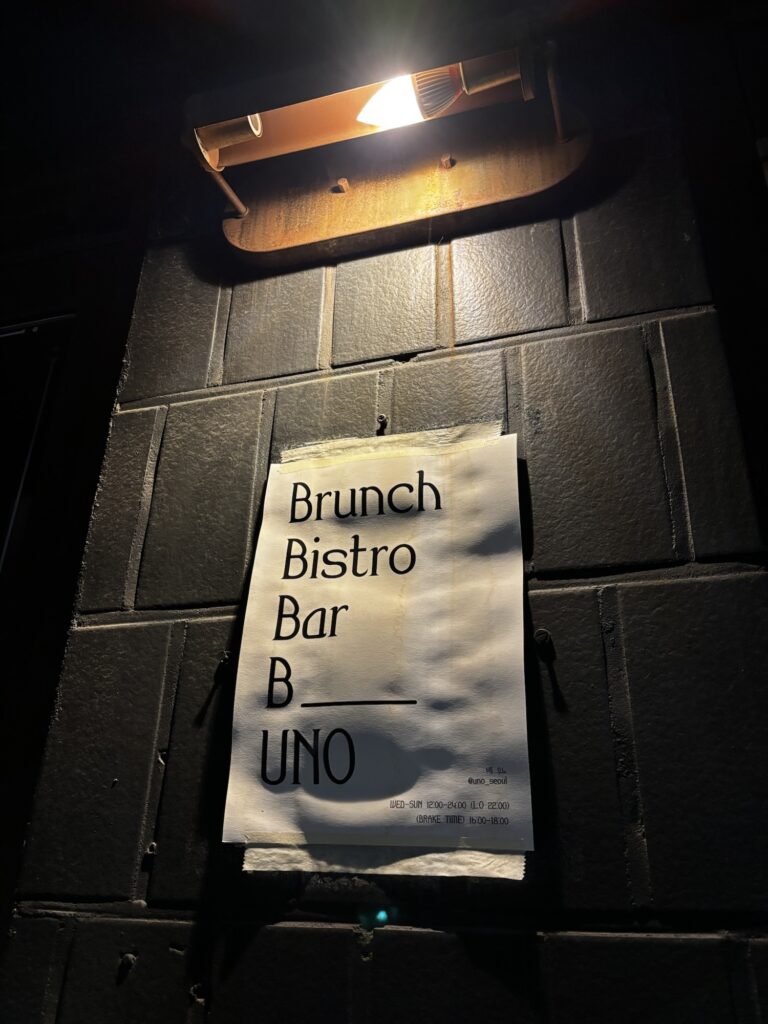 Brunch
Bistro
Bar
B_____
UNO
@uno_seoul
WED-SUN 12:00-24:00 (L.O 22:00)
(BRAKE TIME) 16:00-18:00